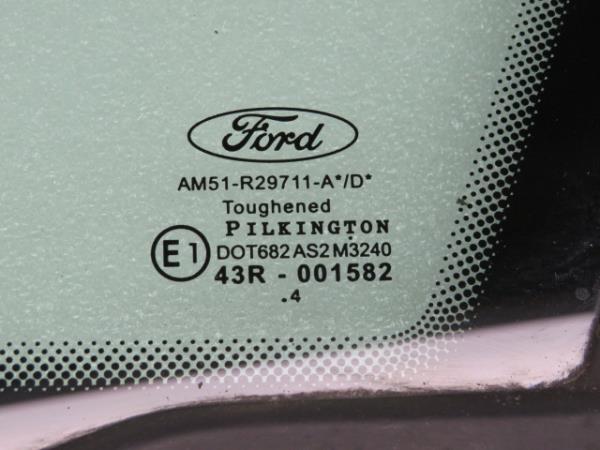 Ford
AM51-R29711-A*/D*
Toughened
PILKINGTON
E1 DOT682 AS2 M3240
43R - 001582
.4